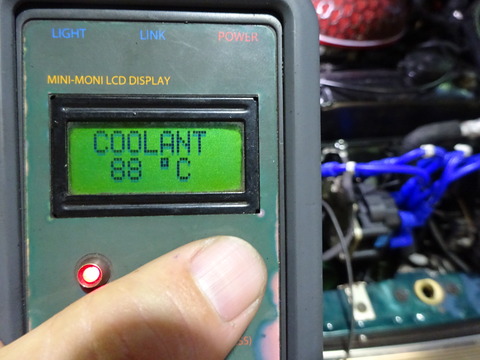 LIGHT LINK POWER
MINI-MONI LCD DISPLAY
COOLANT
88 °C